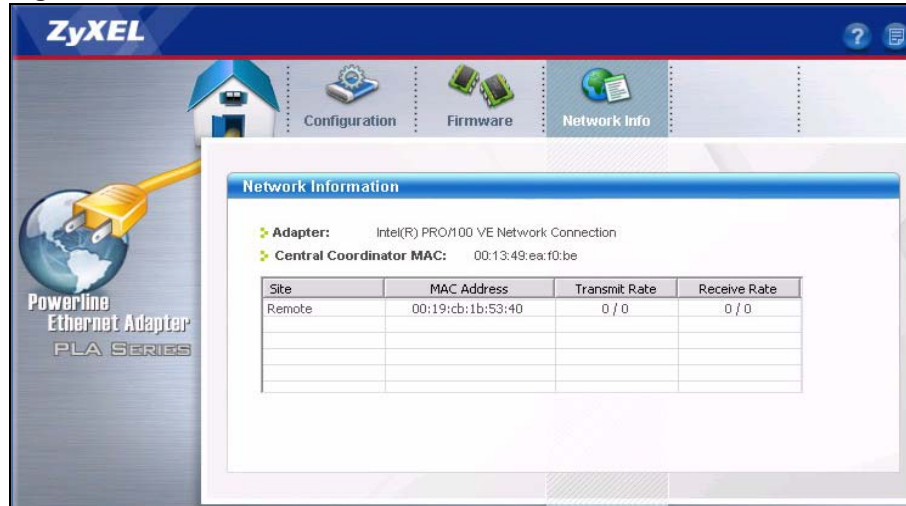 ZyXEL
?
Configuration
Firmware
Network Info
Network Information
Adapter: Intel(R) PRO/100 VE Network Connection
Central Coordinator MAC: 00:13:49:ea:f0:be
Site MAC Address Transmit Rate Receive Rate
Remote 00:19:cb:1b:53:40 0 / 0 0 / 0
Powerline
Ethernet Adapter
PLA SERIES